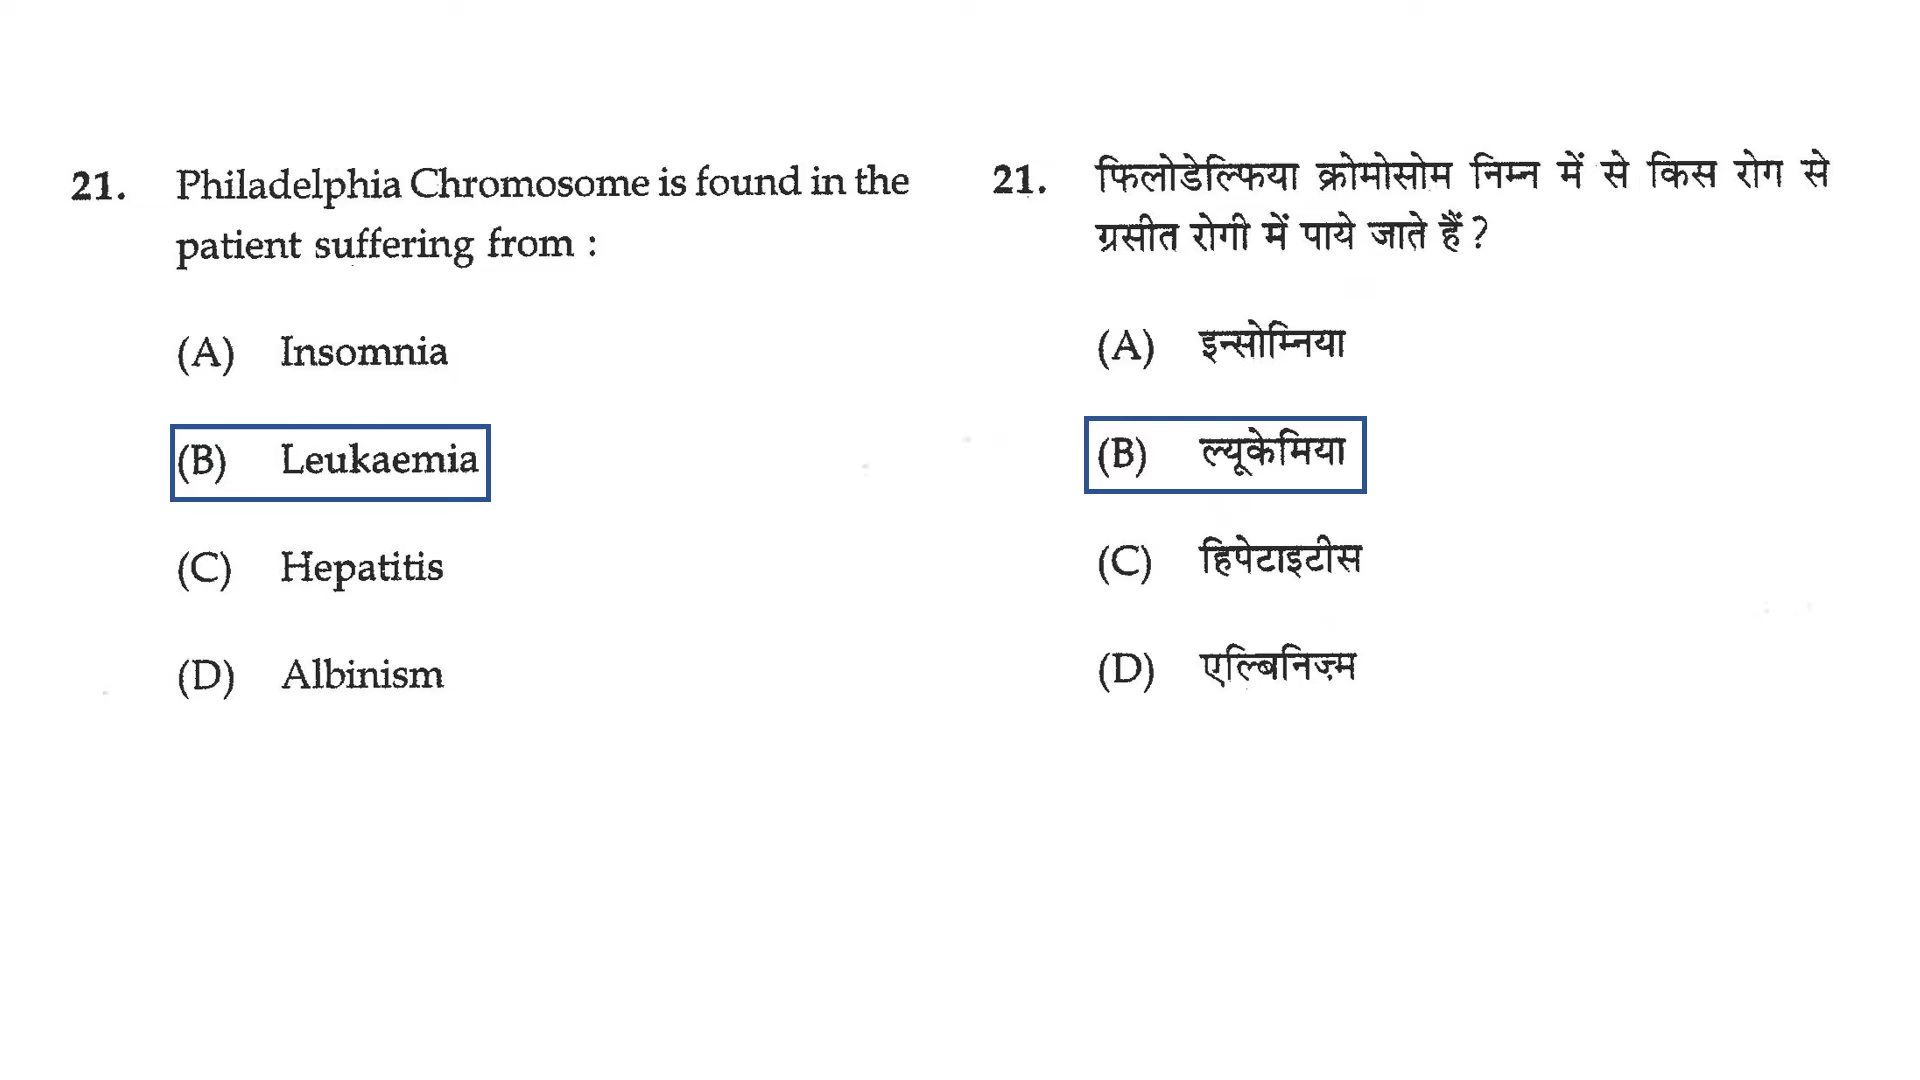 21. Philadelphia Chromosome is found in the
patient suffering from :
(A) Insomnia
(B) Leukaemia
(C) Hepatitis
(D) Albinism
21. फिलोडेल्फिया क्रोमोसोम निम्न में से किस रोग से
ग्रसीत रोगी में पाये जाते हैं ?
(A) इन्सोम्निया
(B) ल्यूकेमिया
(C) हिपेटाइटीस
(D) एल्बिनिज़्म